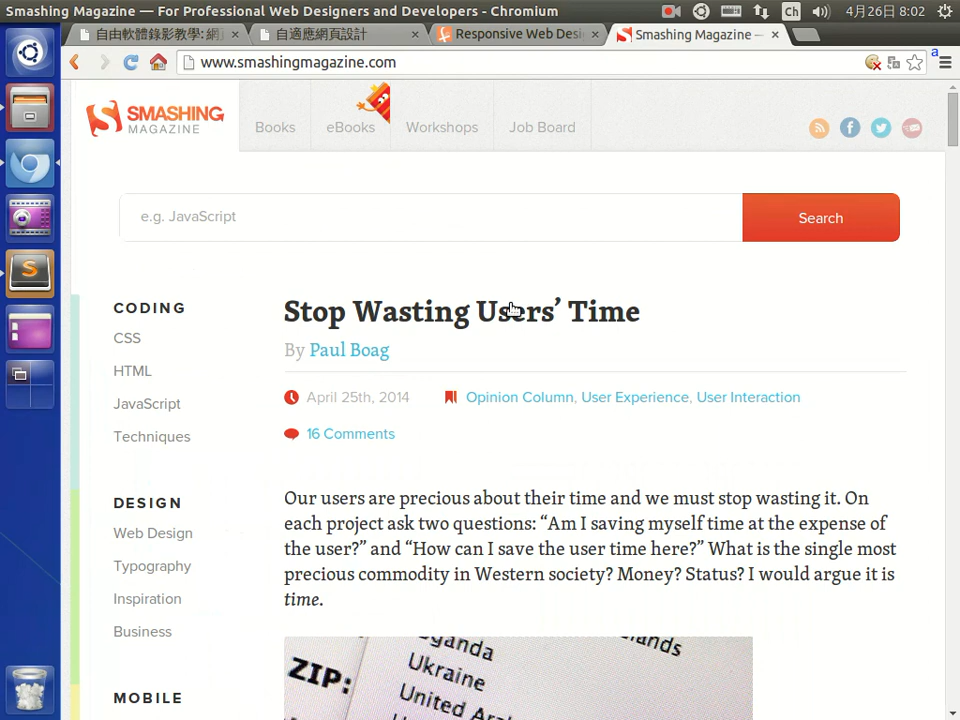 Smashing Magazine — For Professional Web Designers and Developers - Chromium
Ch
4月26日 8:02
自由軟體錄影教學:網
自適應網頁設計
Responsive Web Desi
Smashing Magazine —
www.smashingmagazine.com
a
SMASHING
MAGAZINE
Books
eBooks
Workshops
Job Board
e.g. JavaScript
Search
CODING
CSS
HTML
JavaScript
Techniques
DESIGN
Web Design
Typography
Inspiration
Business
MOBILE
Stop Wasting Users’ Time
By Paul Boag
April 25th, 2014
Opinion Column, User Experience, User Interaction
16 Comments
Our users are precious about their time and we must stop wasting it. On
each project ask two questions: “Am I saving myself time at the expense of
the user?” and “How can I save the user time here?” What is the single most
precious commodity in Western society? Money? Status? I would argue it is
time.
ZIP:
Uganda
Ukraine
United Ara
lands